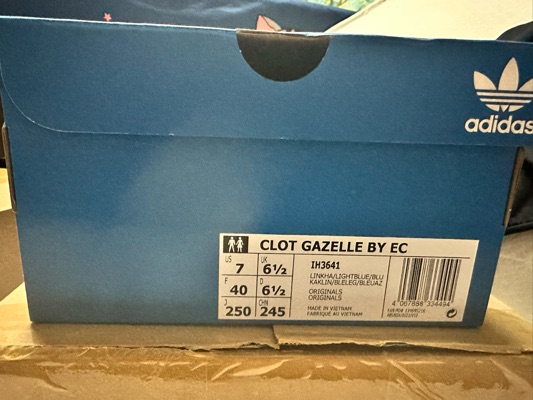 adidas
CLOT GAZELLE BY EC
US 7 UK 6½
F 40 D 6½
J 250 CHN 245
IH3641
LINKHA/LIGHTBLUE/BLU
KAKLIN/BLELEG/BLEUAZ
ORIGINALS
ORIGINALS
MADE IN VIETNAM
FABRIQUÉ AU VIETNAM
4 067888 334494